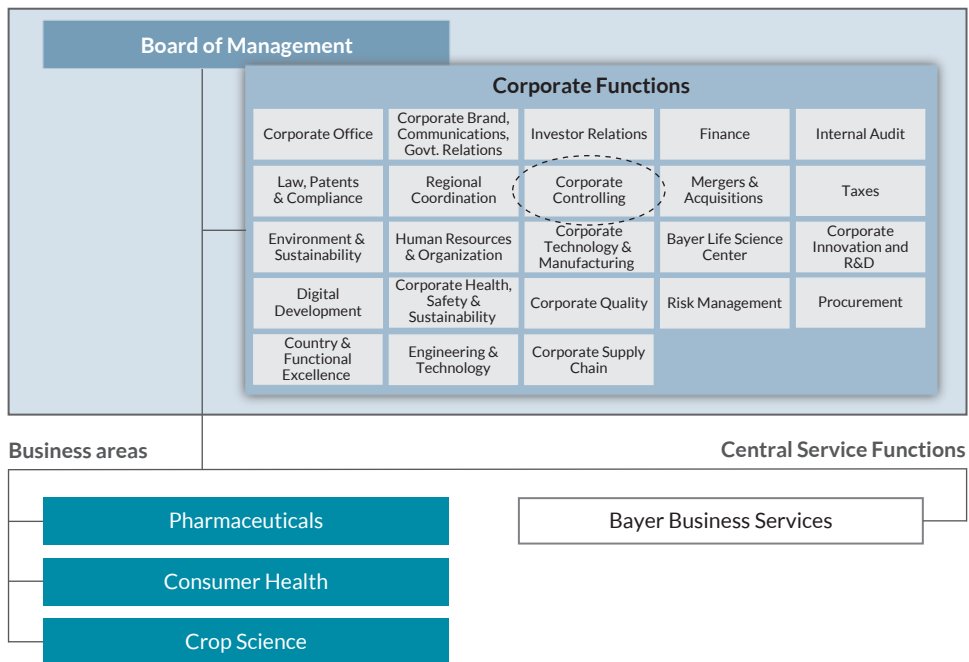 Board of Management
Corporate Functions
Corporate Office
Corporate Brand,
Communications,
Govt. Relations
Investor Relations
Finance
Internal Audit
Law, Patents
& Compliance
Regional
Coordination
Corporate
Controlling
Mergers &
Acquisitions
Taxes
Environment &
Sustainability
Human Resources
& Organization
Corporate
Technology &
Manufacturing
Bayer Life Science
Center
Corporate
Innovation and
R&D
Digital
Development
Corporate Health,
Safety &
Sustainability
Corporate Quality
Risk Management
Procurement
Country &
Functional
Excellence
Engineering &
Technology
Corporate Supply
Chain
Business areas
Central Service Functions
Pharmaceuticals
Bayer Business Services
Consumer Health
Crop Science